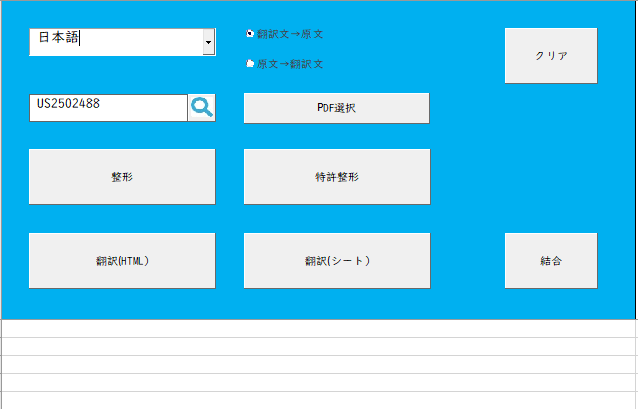 日本語
翻訳文→原文
クリア
原文→翻訳文
US2502488
PDF選択
整形
特許整形
翻訳(HTML)
翻訳(シート)
結合